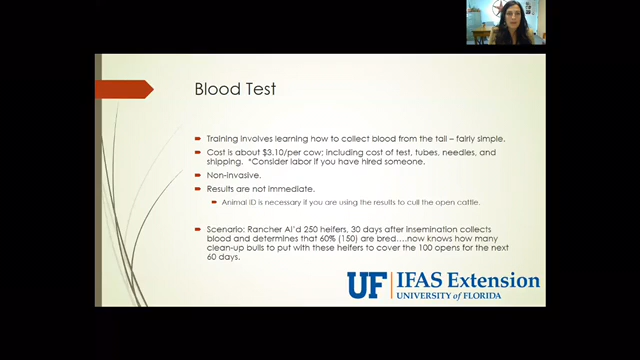 Blood Test
Training involves learning how to collect blood from the tail – fairly simple.
Cost is about $3.10/per cow; including cost of test, tubes, needles, and
shipping. *Consider labor if you have hired someone.
Non-invasive.
Results are not immediate.
Animal ID is necessary if you are using the results to cull the open cattle.
Scenario: Rancher AI'd 250 heifers, 30 days after insemination collects
blood and determines that 60% (150) are bred….now knows how many
clean-up bulls to put with these heifers to cover the 100 opens for the next
60 days.
UF IFAS Extension
UNIVERSITY of FLORIDA